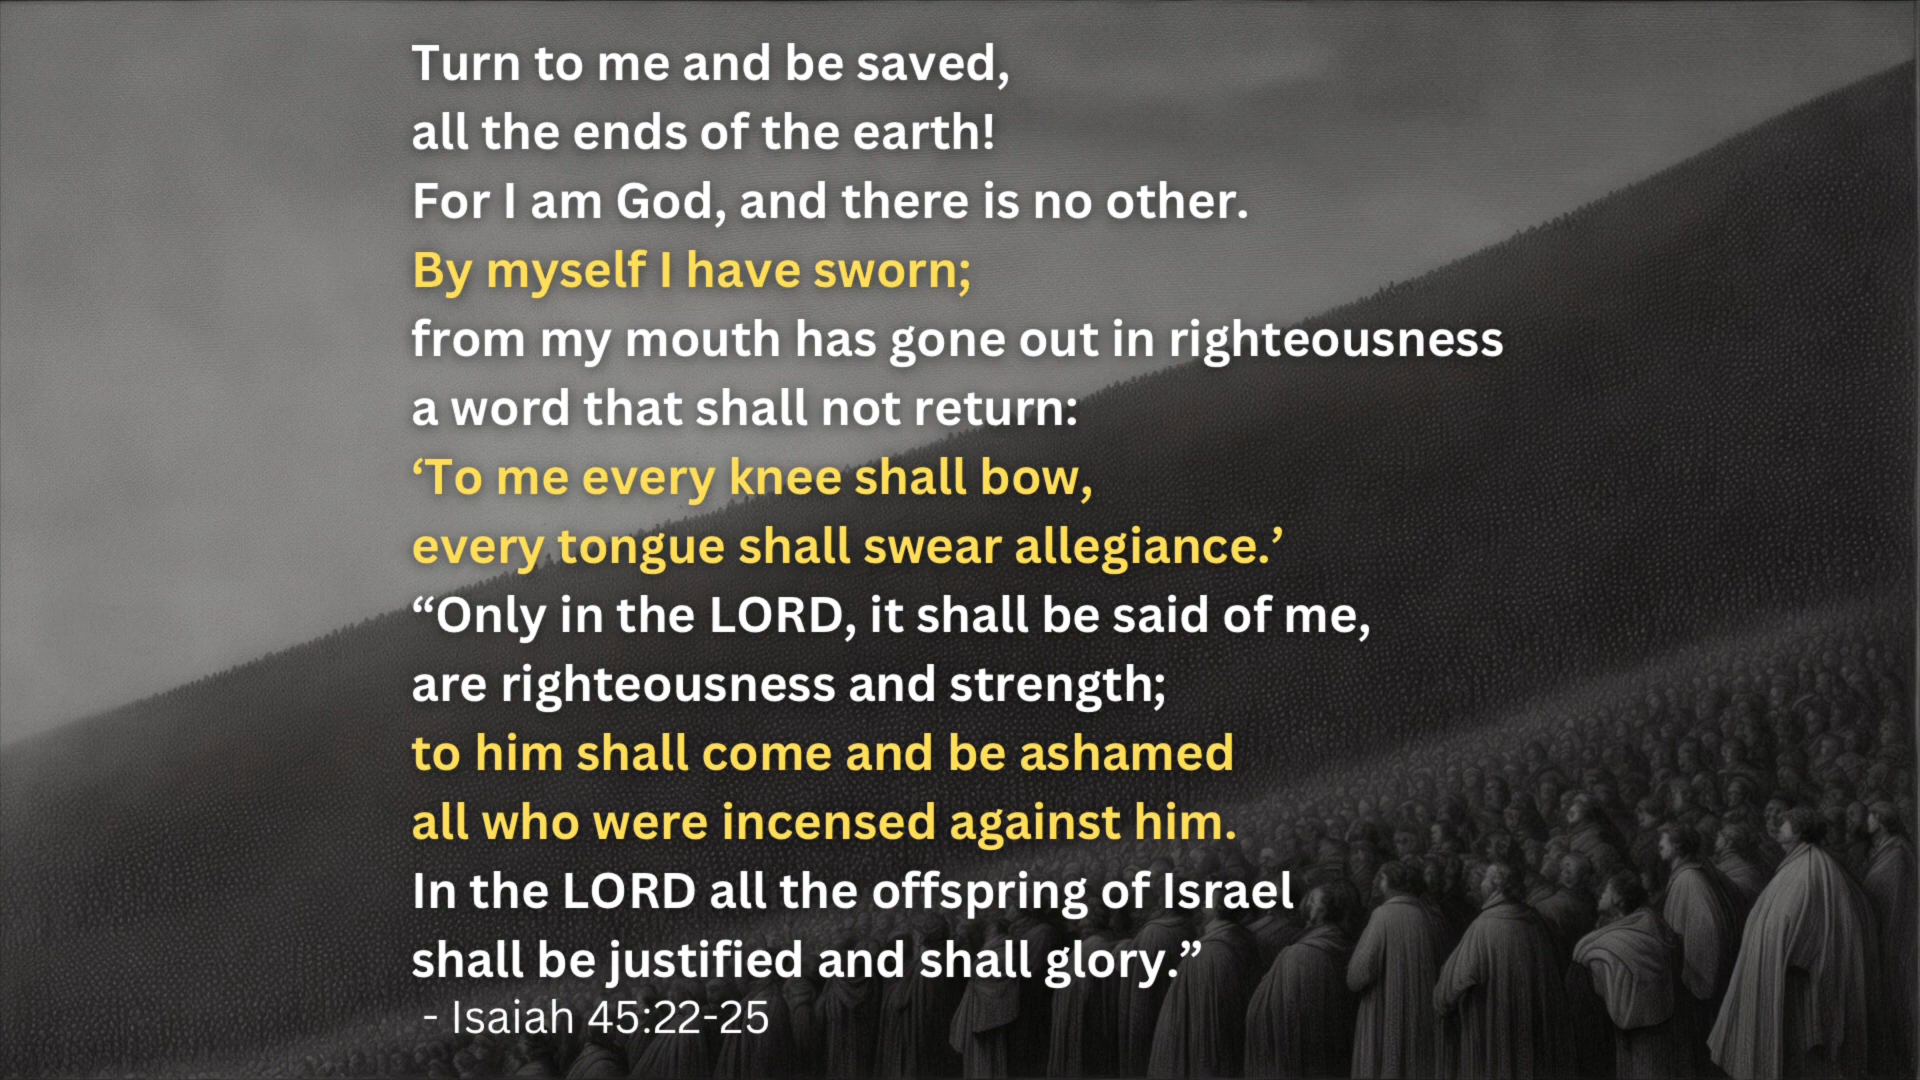 Turn to me and be saved,
all the ends of the earth!
For I am God, and there is no other.
By myself I have sworn;
from my mouth has gone out in righteousness
a word that shall not return:
‘To me every knee shall bow,
every tongue shall swear allegiance.’
“Only in the LORD, it shall be said of me,
are righteousness and strength;
to him shall come and be ashamed
all who were incensed against him.
In the LORD all the offspring of Israel
shall be justified and shall glory.”
- Isaiah 45:22-25